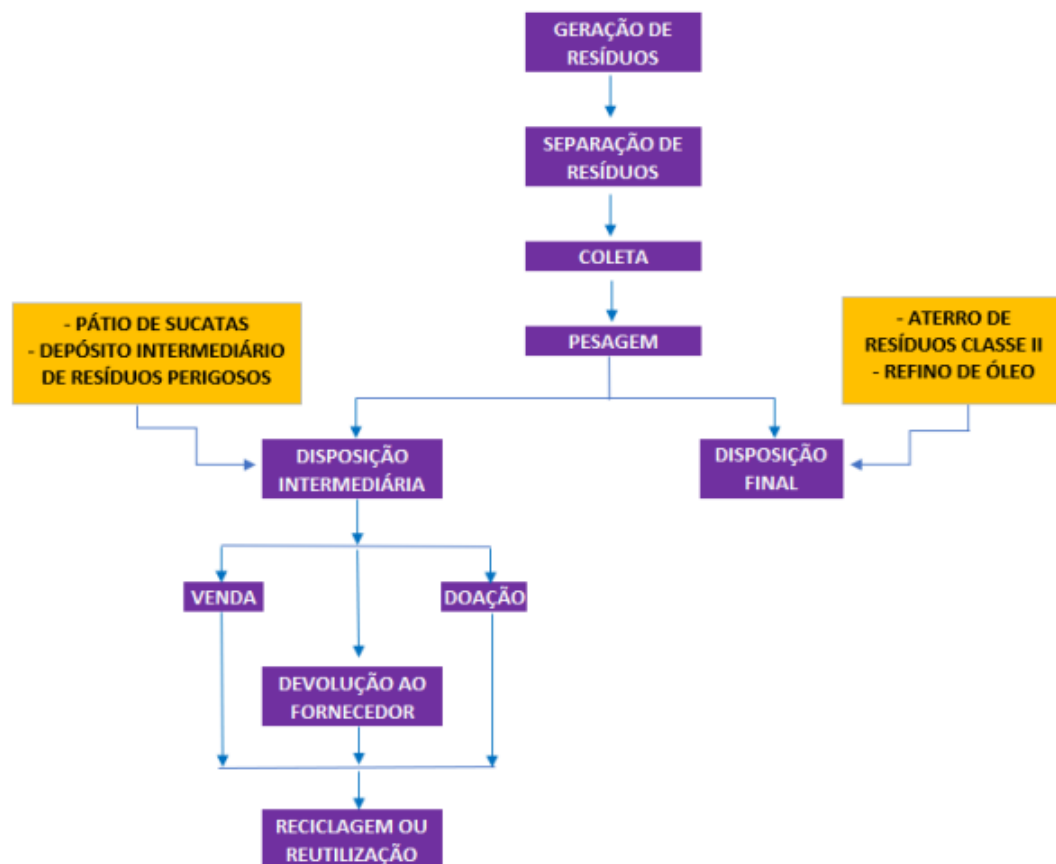 GERAÇÃO DE
RESÍDUOS
SEPARAÇÃO DE
RESÍDUOS
COLETA
- PÁTIO DE SUCATAS
- DEPÓSITO INTERMEDIÁRIO
DE RESÍDUOS PERIGOSOS
PESAGEM
- ATERRO DE
RESÍDUOS CLASSE II
- REFINO DE ÓLEO
DISPOSIÇÃO
INTERMEDIÁRIA
DISPOSIÇÃO
FINAL
VENDA
DOAÇÃO
DEVOLUÇÃO AO
FORNECEDOR
RECICLAGEM OU
REUTILIZAÇÃO